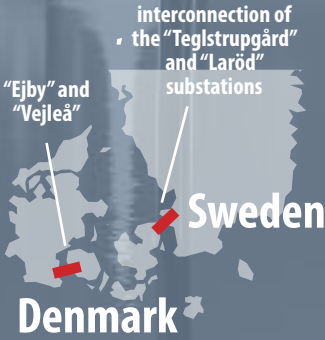 interconnection of
the “Teglstrupgård”
and “Laröd”
substations
“Ejby” and
“Vejleå”
Sweden
Denmark